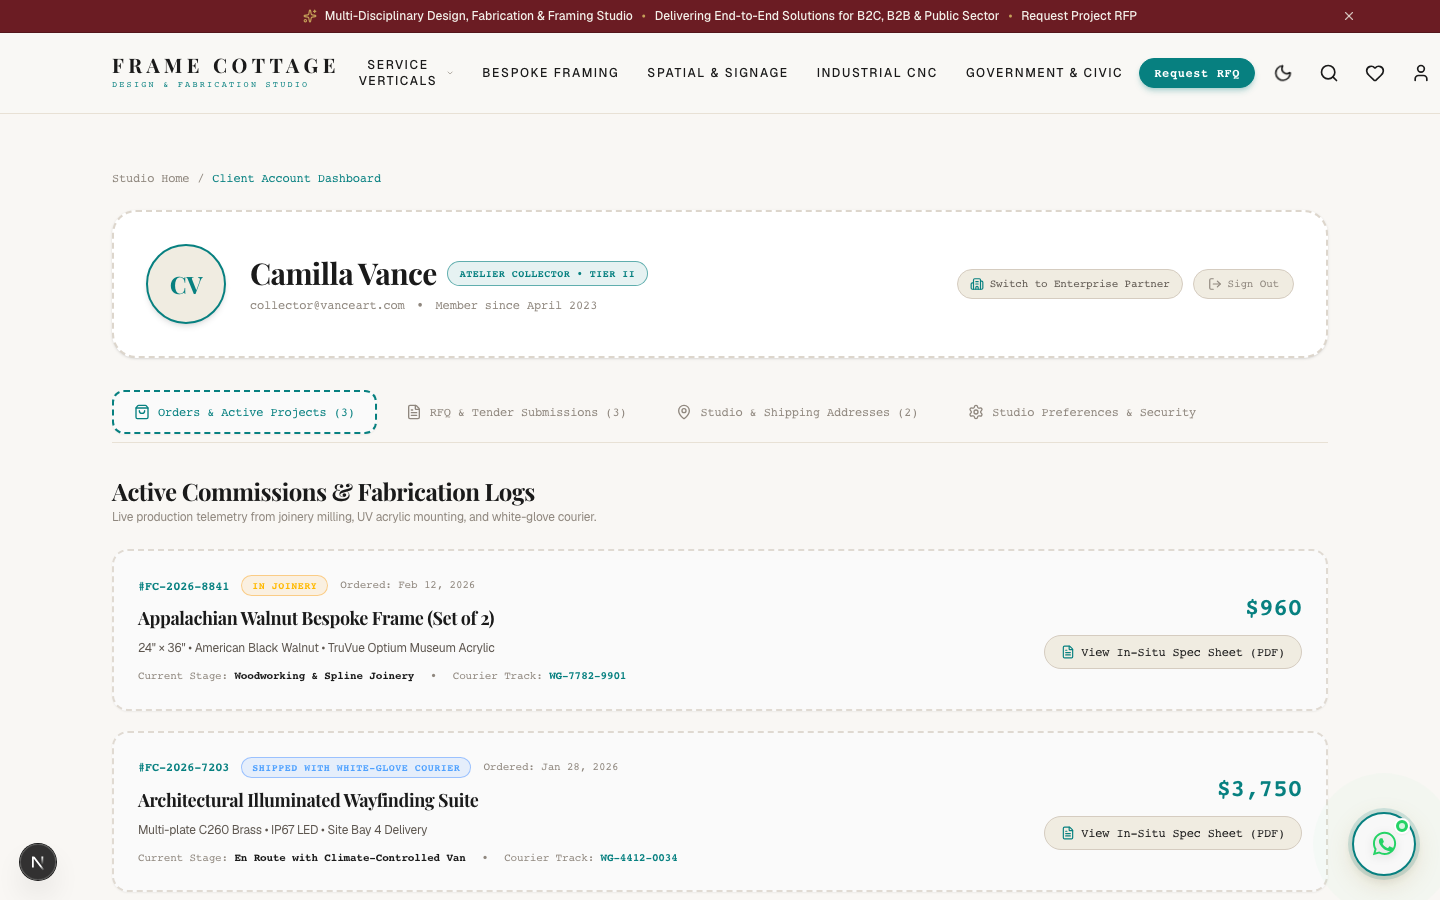 Multi-Disciplinary Design, Fabrication & Framing Studio • Delivering End-to-End Solutions for B2C, B2B & Public Sector • Request Project RFP
FRAME COTTAGE
DESIGN & FABRICATION STUDIO
SERVICE VERTICALS
BESPOKE FRAMING
SPATIAL & SIGNAGE
INDUSTRIAL CNC
GOVERNMENT & CIVIC
Request RFQ
Studio Home / Client Account Dashboard
CV
Camilla Vance
ATELIER COLLECTOR • TIER II
collector@vanceart.com • Member since April 2023
Switch to Enterprise Partner
Sign Out
Orders & Active Projects (3)
RFQ & Tender Submissions (3)
Studio & Shipping Addresses (2)
Studio Preferences & Security
Active Commissions & Fabrication Logs
Live production telemetry from joinery milling, UV acrylic mounting, and white-glove courier.
#FC-2026-8841
IN JOINERY
Ordered: Feb 12, 2026
Appalachian Walnut Bespoke Frame (Set of 2)
24" × 36" • American Black Walnut • TruVue Optium Museum Acrylic
Current Stage: Woodworking & Spline Joinery • Courier Track: WG-7782-9901
$960
View In-Situ Spec Sheet (PDF)
#FC-2026-7203
SHIPPED WITH WHITE-GLOVE COURIER
Ordered: Jan 28, 2026
Architectural Illuminated Wayfinding Suite
Multi-plate C260 Brass • IP67 LED • Site Bay 4 Delivery
Current Stage: En Route with Climate-Controlled Van • Courier Track: WG-4412-0034
$3,750
View In-Situ Spec Sheet (PDF)
N